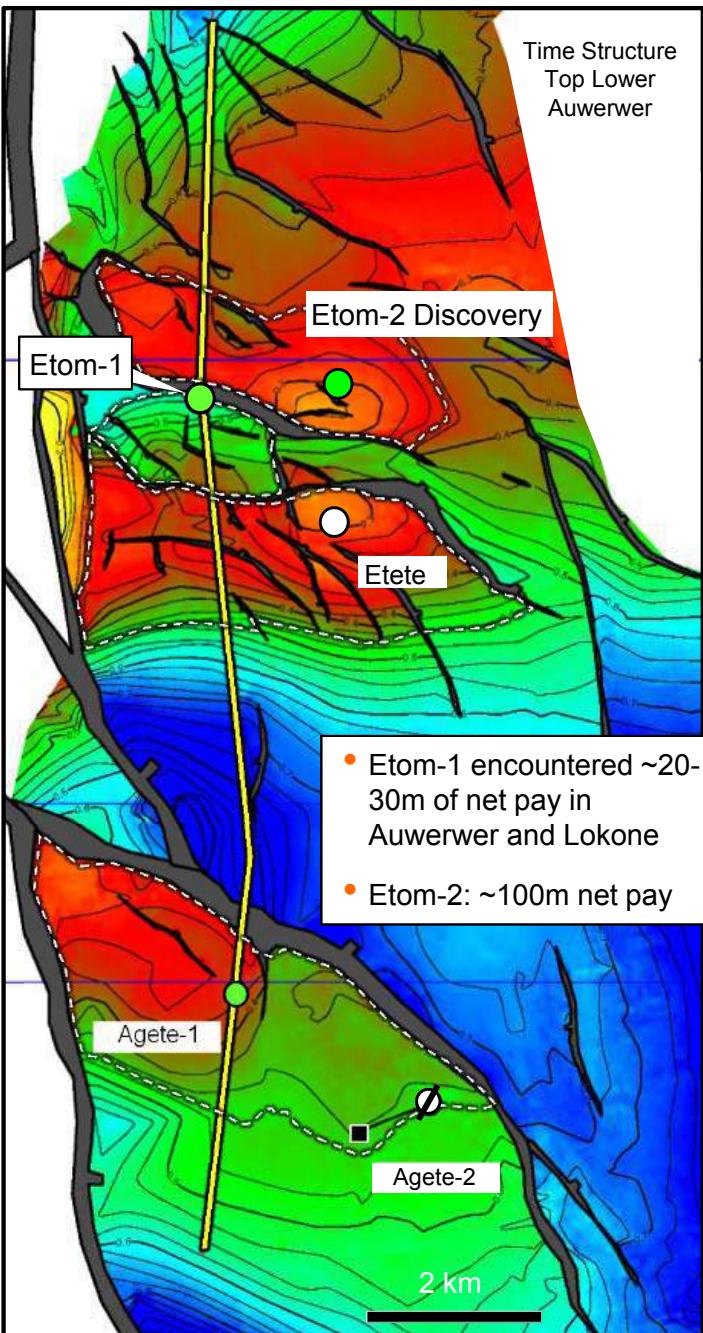 Time Structure
Top Lower
Auwerwer
Etom-2 Discovery
Etom-1
Etete
• Etom-1 encountered ~20-
30m of net pay in
Auwerwer and Lokone
• Etom-2: ~100m net pay
Agete-1
Agete-2
2 km